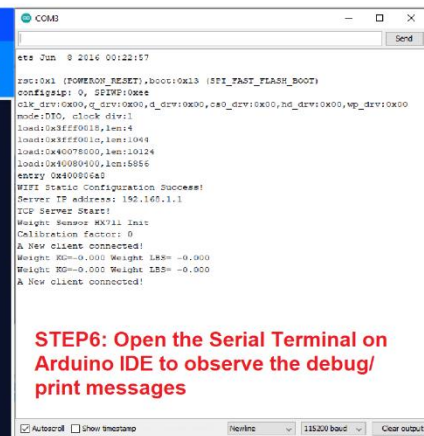 COM3
Send
ets Jun 8 2016 00:22:57
rst:0x1 (POWERON_RESET),boot:0x13 (SPI_FAST_FLASH_BOOT)
configsip: 0, SPIWP:0xee
clk_drv:0x00,q_drv:0x00,d_drv:0x00,cs0_drv:0x00,hd_drv:0x00,wp_drv:0x00
mode:DIO, clock div:1
load:0x3fff0018,len:4
load:0x3fff001c,len:1044
load:0x40078000,len:10124
load:0x40080400,len:5856
entry 0x400806a8
WIFI Static Configuration Success!
Server IP address: 192.168.1.1
TCP Server Start!
Weight Sensor HX711 Init
Calibration factor: 0
A New client connected!
Weight KG=-0.000 Weight LBS= -0.000
Weight KG=-0.000 Weight LBS= -0.000
A New client connected!
STEP6: Open the Serial Terminal on
Arduino IDE to observe the debug/
print messages
Autoscroll Show timestamp Newline 115200 baud Clear output